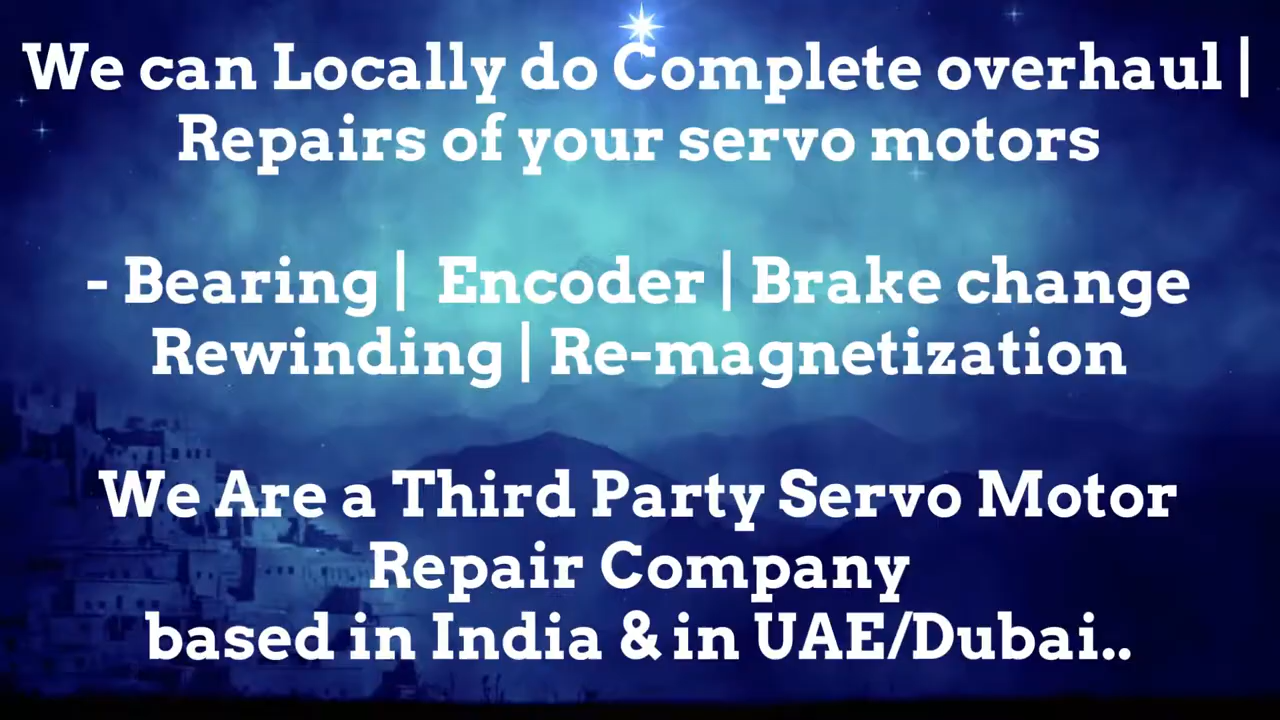 We can Locally do Complete overhaul |
Repairs of your servo motors
- Bearing | Encoder | Brake change
Rewinding | Re-magnetization
We Are a Third Party Servo Motor
Repair Company
based in India & in UAE/Dubai..